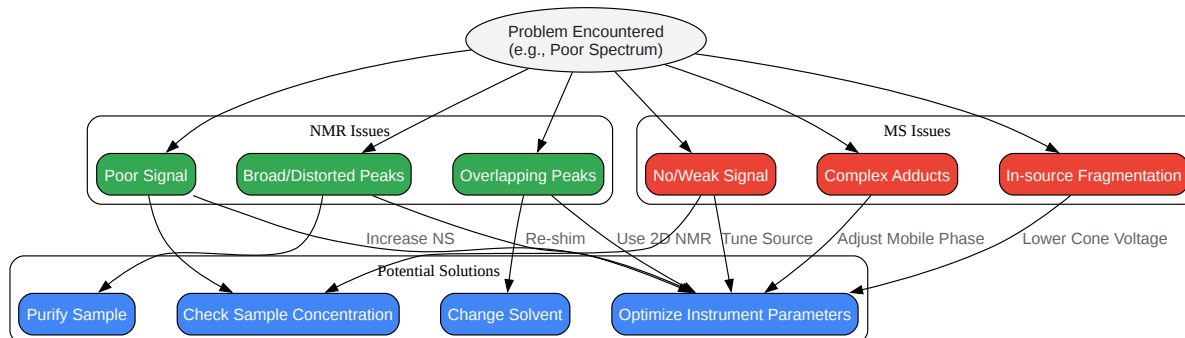 Problem Encountered
(e.g., Poor Spectrum)
NMR Issues
MS Issues
Poor Signal
Broad/Distorted Peaks
Overlapping Peaks
No/Weak Signal
Complex Adducts
In-source Fragmentation
Increase NS
Re-shim
Use 2D NMR
Tune Source
Adjust Mobile Phase
Lower Cone Voltage
Potential Solutions
Purify Sample
Check Sample Concentration
Change Solvent
Optimize Instrument Parameters